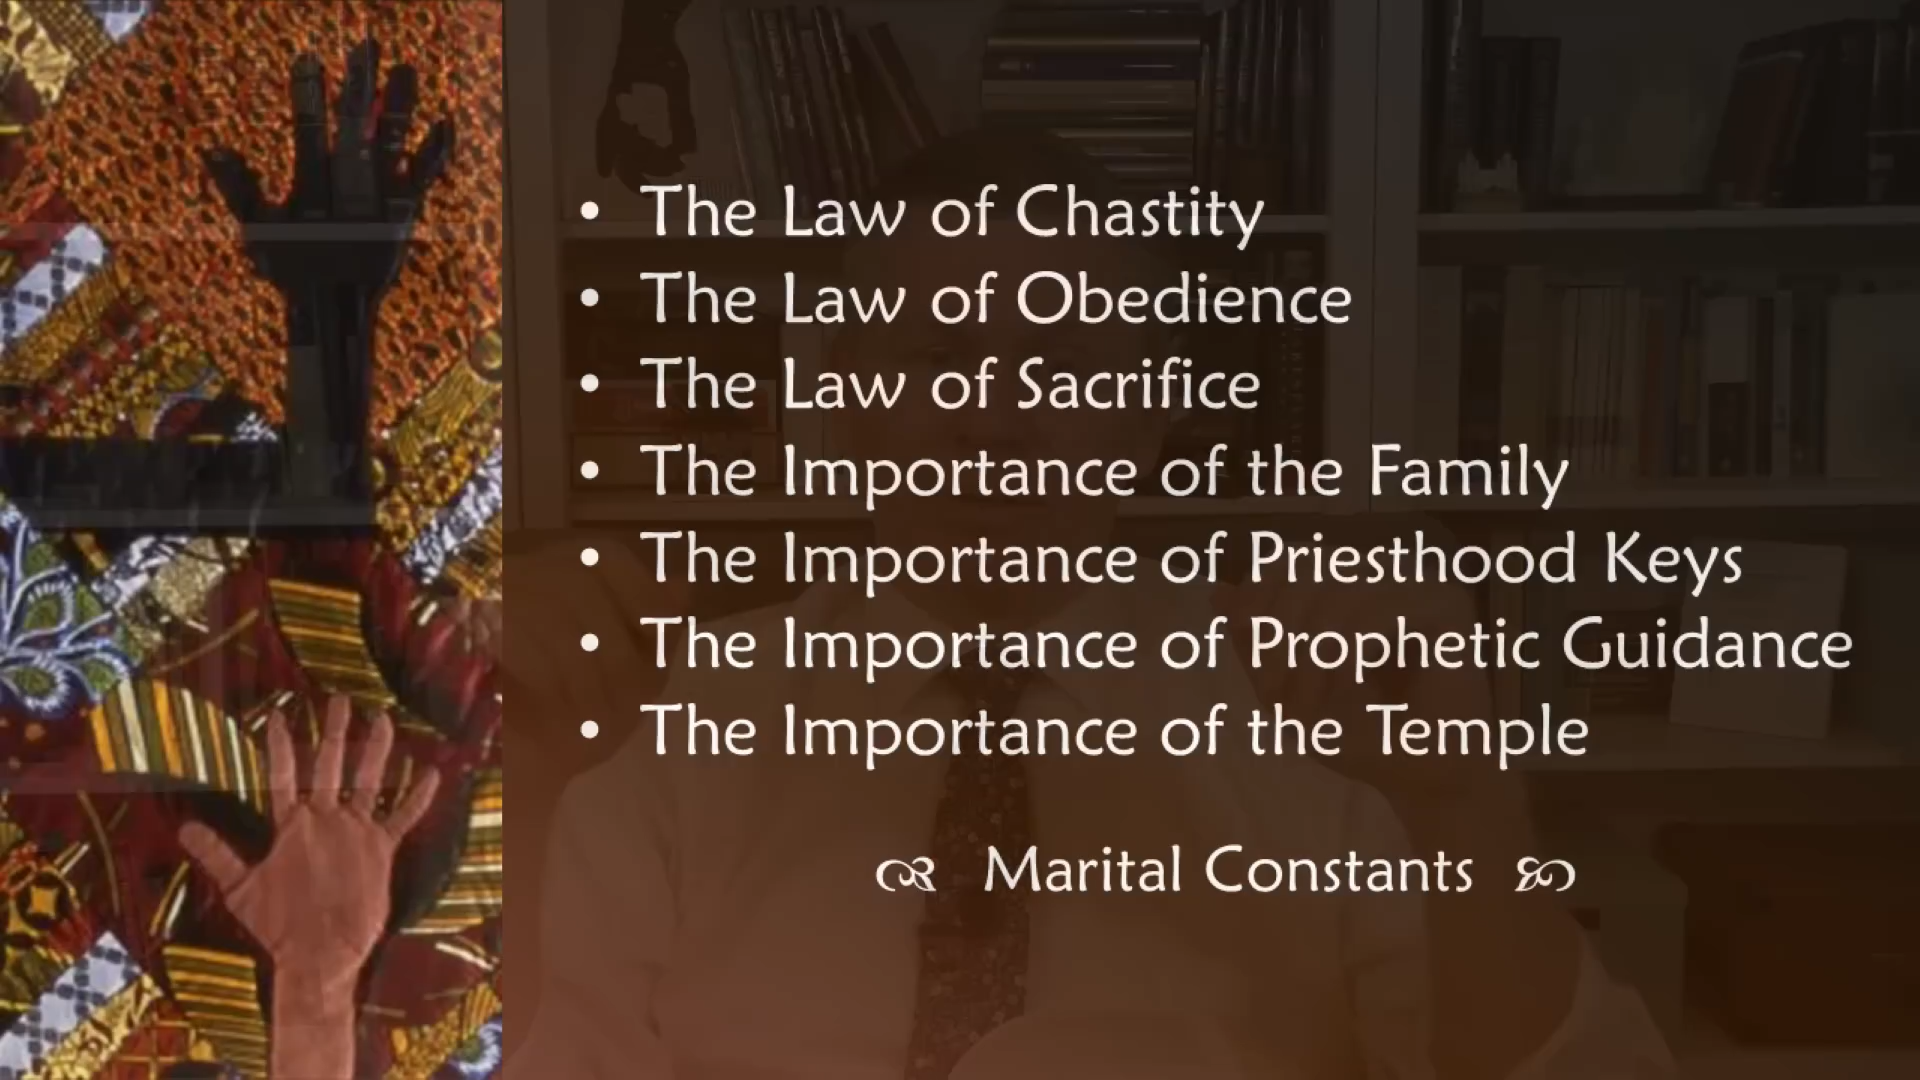 • The Law of Chastity
• The Law of Obedience
• The Law of Sacrifice
• The Importance of the Family
• The Importance of Priesthood Keys
• The Importance of Prophetic Guidance
• The Importance of the Temple
Marital Constants